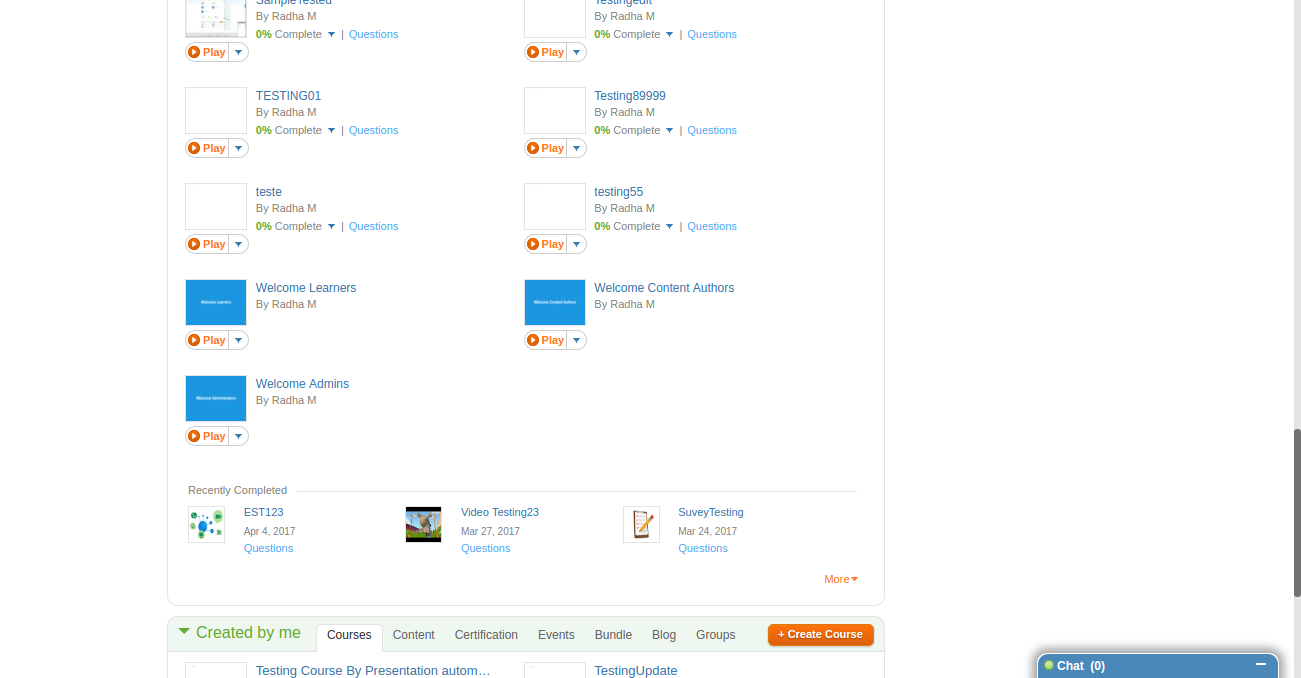 SampleTested
By Radha M
0% Complete | Questions
Play
Testingedit
By Radha M
0% Complete | Questions
Play
TESTING01
By Radha M
0% Complete | Questions
Play
Testing89999
By Radha M
0% Complete | Questions
Play
teste
By Radha M
0% Complete | Questions
Play
testing55
By Radha M
0% Complete | Questions
Play
Welcome Learners
Welcome Learners
By Radha M
Play
Welcome Content Authors
Welcome Content Authors
By Radha M
Play
Welcome Administrators
Welcome Admins
By Radha M
Play
Recently Completed
EST123
Apr 4, 2017
Questions
Video Testing23
Mar 27, 2017
Questions
SuveyTesting
Mar 24, 2017
Questions
More
Created by me
Courses
Content
Certification
Events
Bundle
Blog
Groups
+ Create Course
Testing Course By Presentation autom…
TestingUpdate
Chat (0)